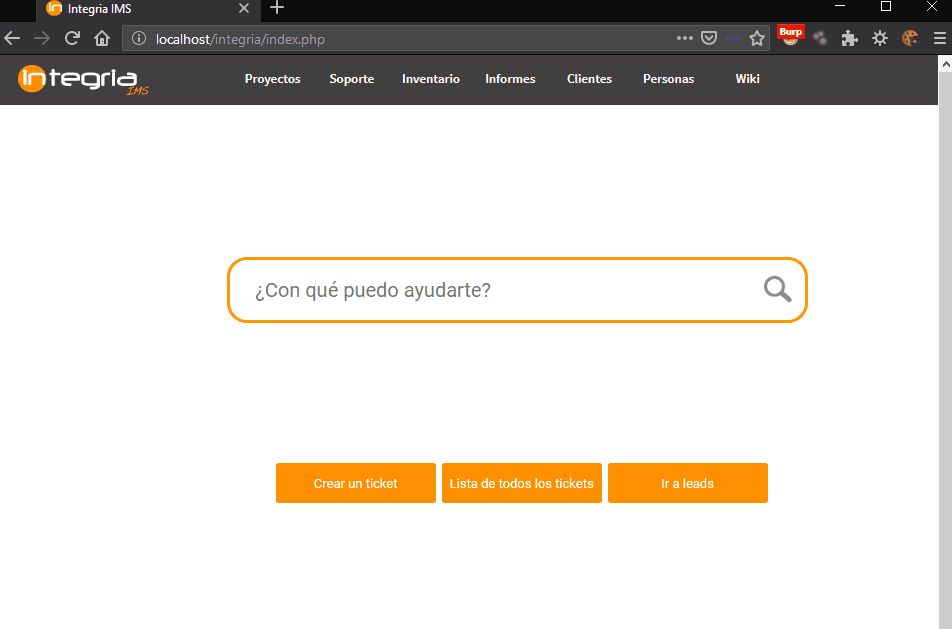 Integria IMS
localhost/integria/index.php
Burp
integria
IMS
Proyectos Soporte Inventario Informes Clientes Personas Wiki
¿Con qué puedo ayudarte?
Crear un ticket Lista de todos los tickets Ir a leads